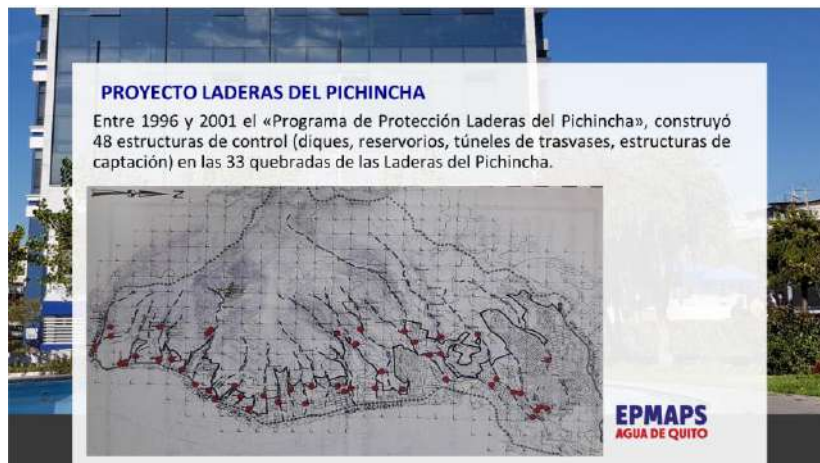 PROYECTO LADERAS DEL PICHINCHA
Entre 1996 y 2001 el «Programa de Protección Laderas del Pichincha», construyó
48 estructuras de control (diques, reservorios, túneles de trasvases, estructuras de
captación) en las 33 quebradas de las Laderas del Pichincha.
N
EPMAPS
AGUA DE QUITO